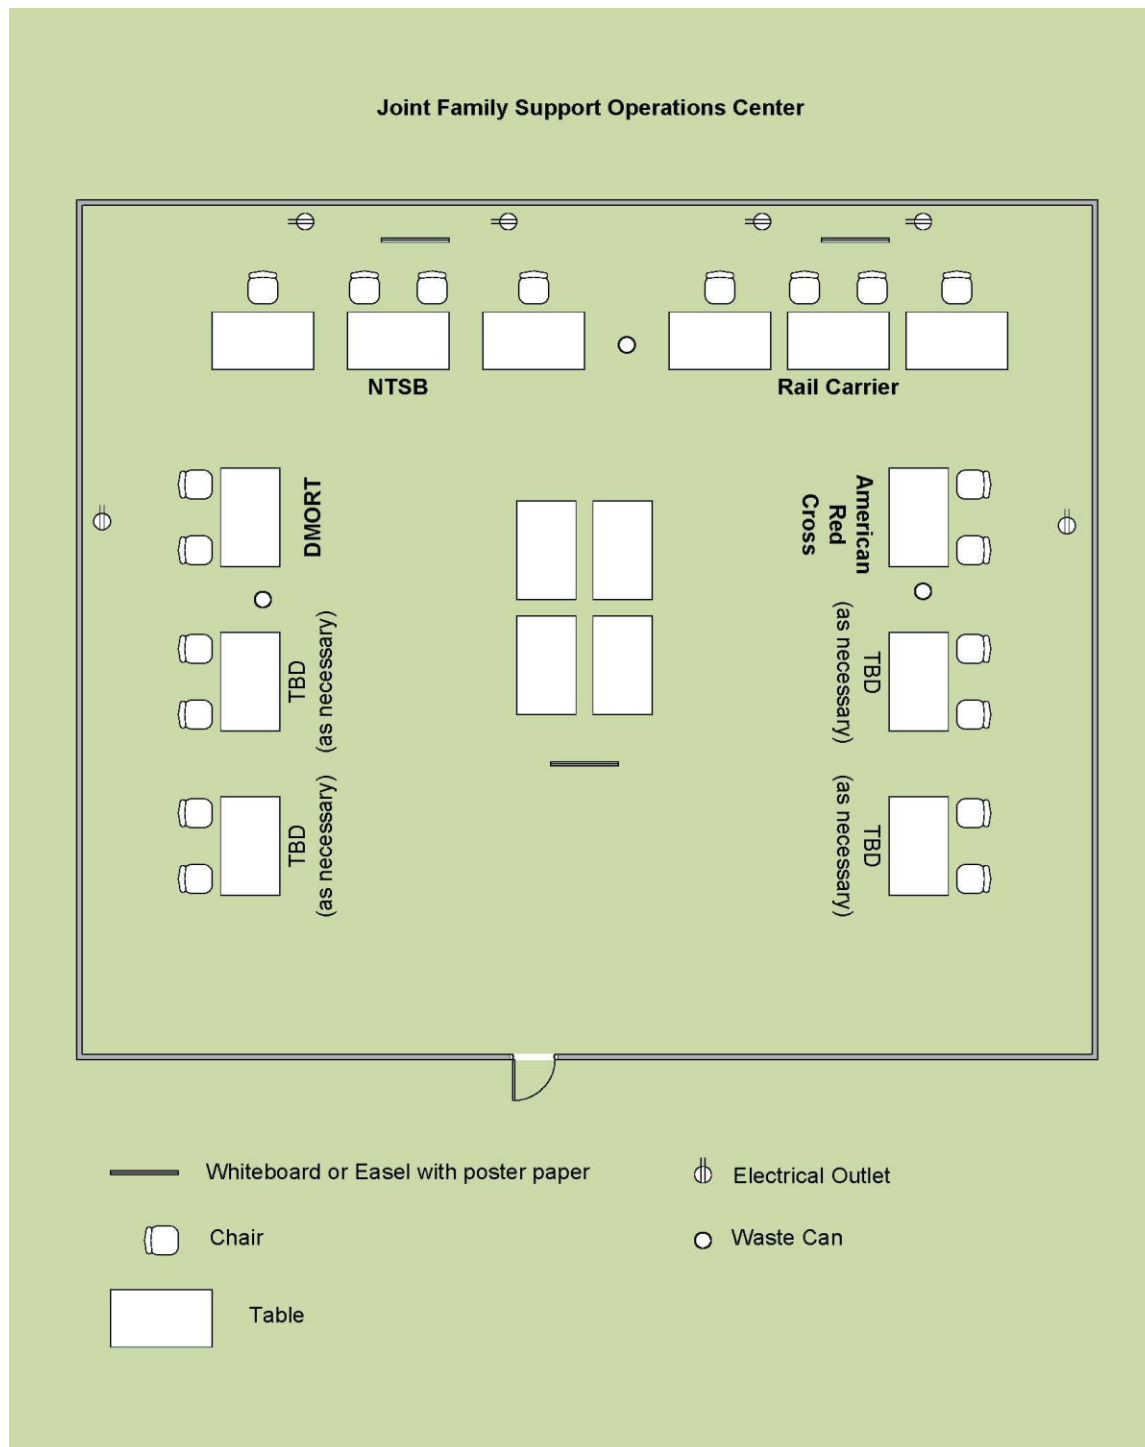 Joint Family Support Operations Center
NTSB
Rail Carrier
DMORT
American
Red
Cross
TBD
(as necessary)
TBD
(as necessary)
TBD
(as necessary)
TBD
(as necessary)
Whiteboard or Easel with poster paper
Electrical Outlet
Chair
Waste Can
Table